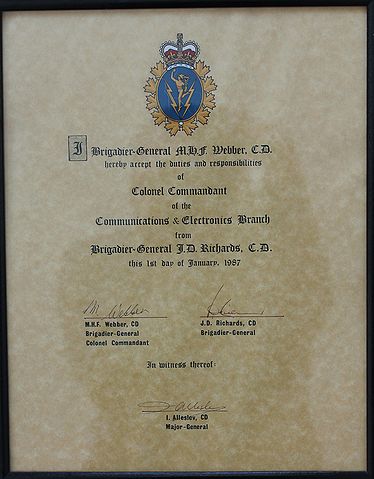 I Brigadier-General M.H.F. Webber, C.D.
hereby accept the duties and responsibilities
of
Colonel Commandant
of the
Communications & Electronics Branch
from
Brigadier-General J.D. Richards, C.D.
this 1st day of January, 1987
M Webber
M.H.F. Webber, CD
Brigadier-General
Colonel Commandant
J.D. Richards, CD
Brigadier-General
In witness thereof:
I. Alleslev, CD
Major-General